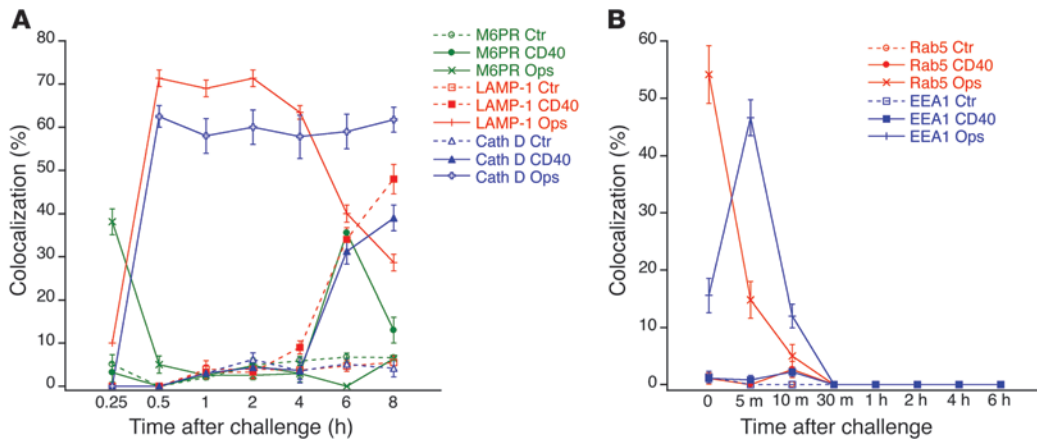 A
B
M6PR Ctr
M6PR CD40
M6PR Ops
LAMP-1 Ctr
LAMP-1 CD40
LAMP-1 Ops
Cath D Ctr
Cath D CD40
Cath D Ops
80
70
60
50
40
30
20
10
0
Colocalization (%)
0.25 0.5 1 2 4 6 8
Time after challenge (h)
Rab5 Ctr
Rab5 CD40
Rab5 Ops
EEA1 Ctr
EEA1 CD40
EEA1 Ops
60
50
40
30
20
10
0
Colocalization (%)
0 5 m 10 m 30 m 1 h 2 h 4 h 6 h
Time after challenge